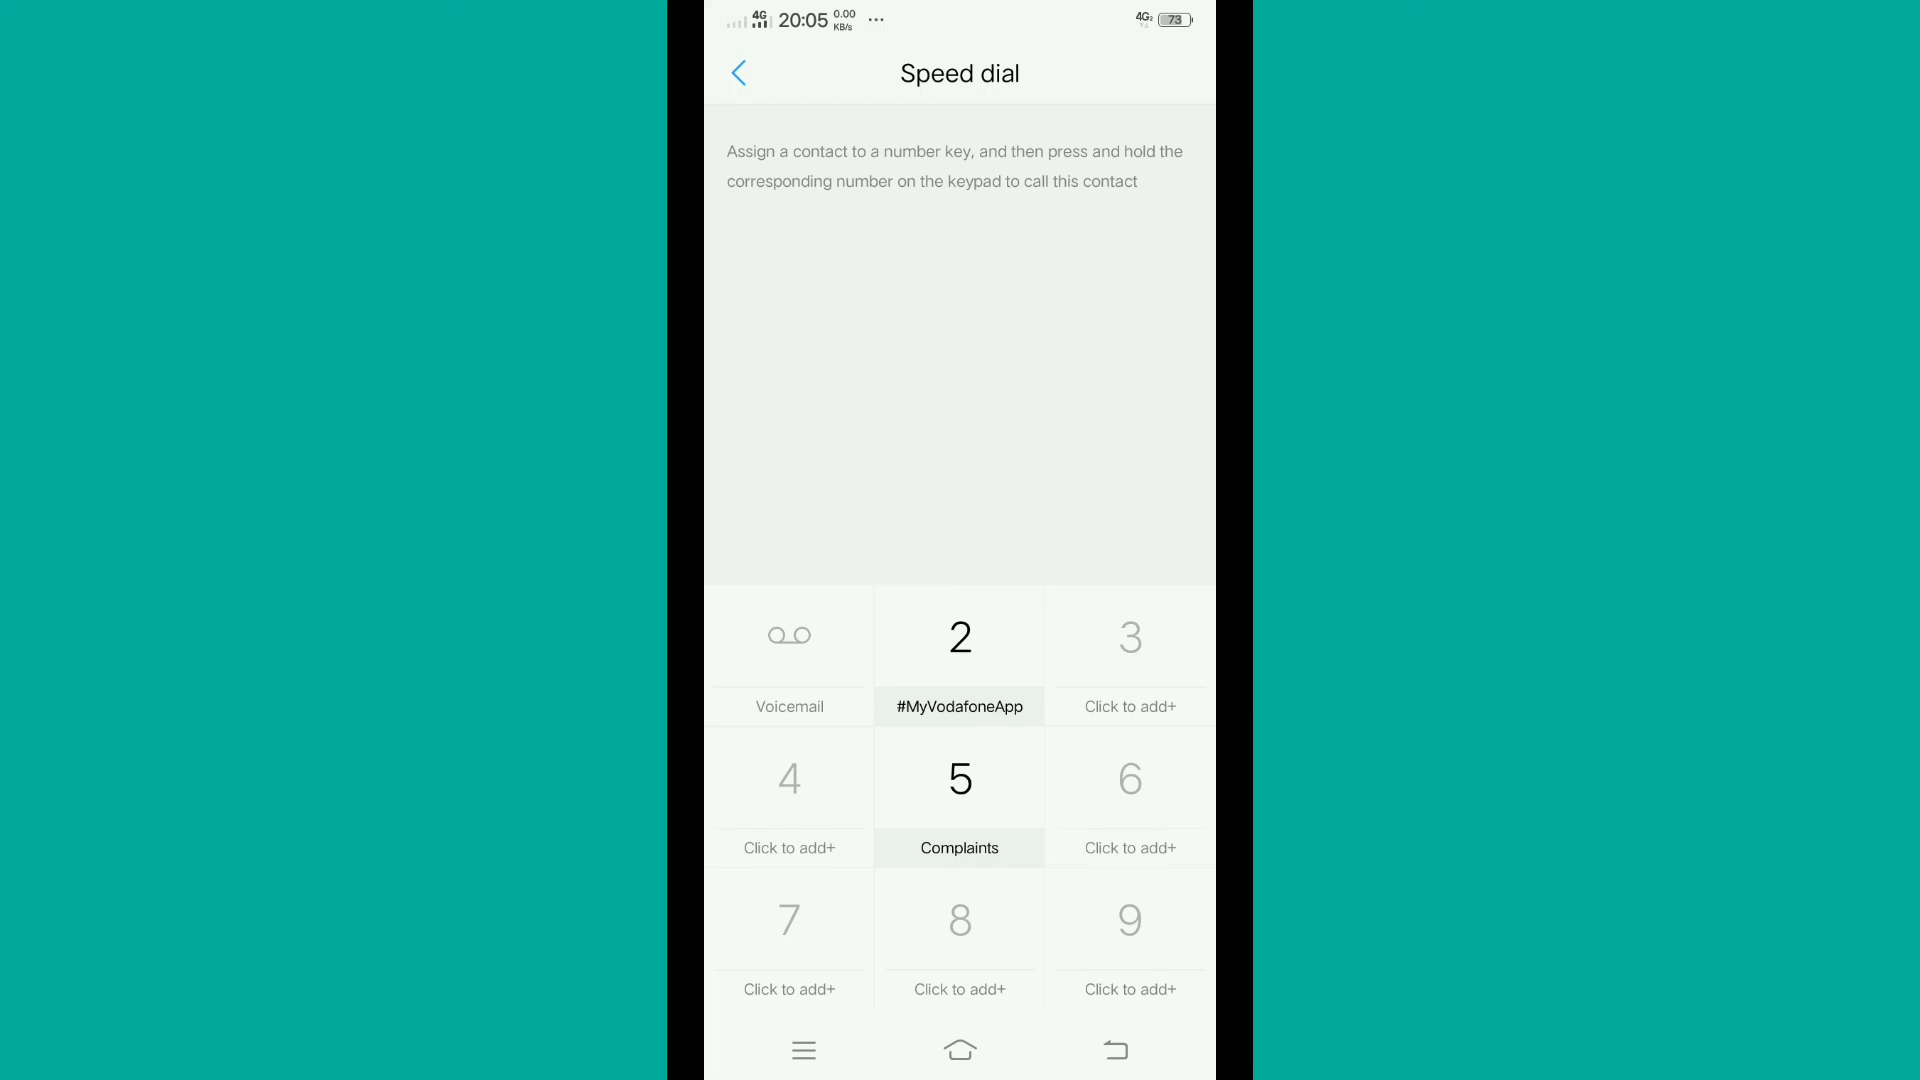 4G 20:05 0.00 KB/s ... 4G2 73
Speed dial
Assign a contact to a number key, and then press and hold the
corresponding number on the keypad to call this contact
2 3
Voicemail #MyVodafoneApp Click to add+
4 5 6
Click to add+ Complaints Click to add+
7 8 9
Click to add+ Click to add+ Click to add+